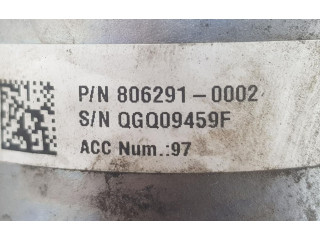 P/N 806291-0002
S/N QGQ09459F
ACC Num.:97